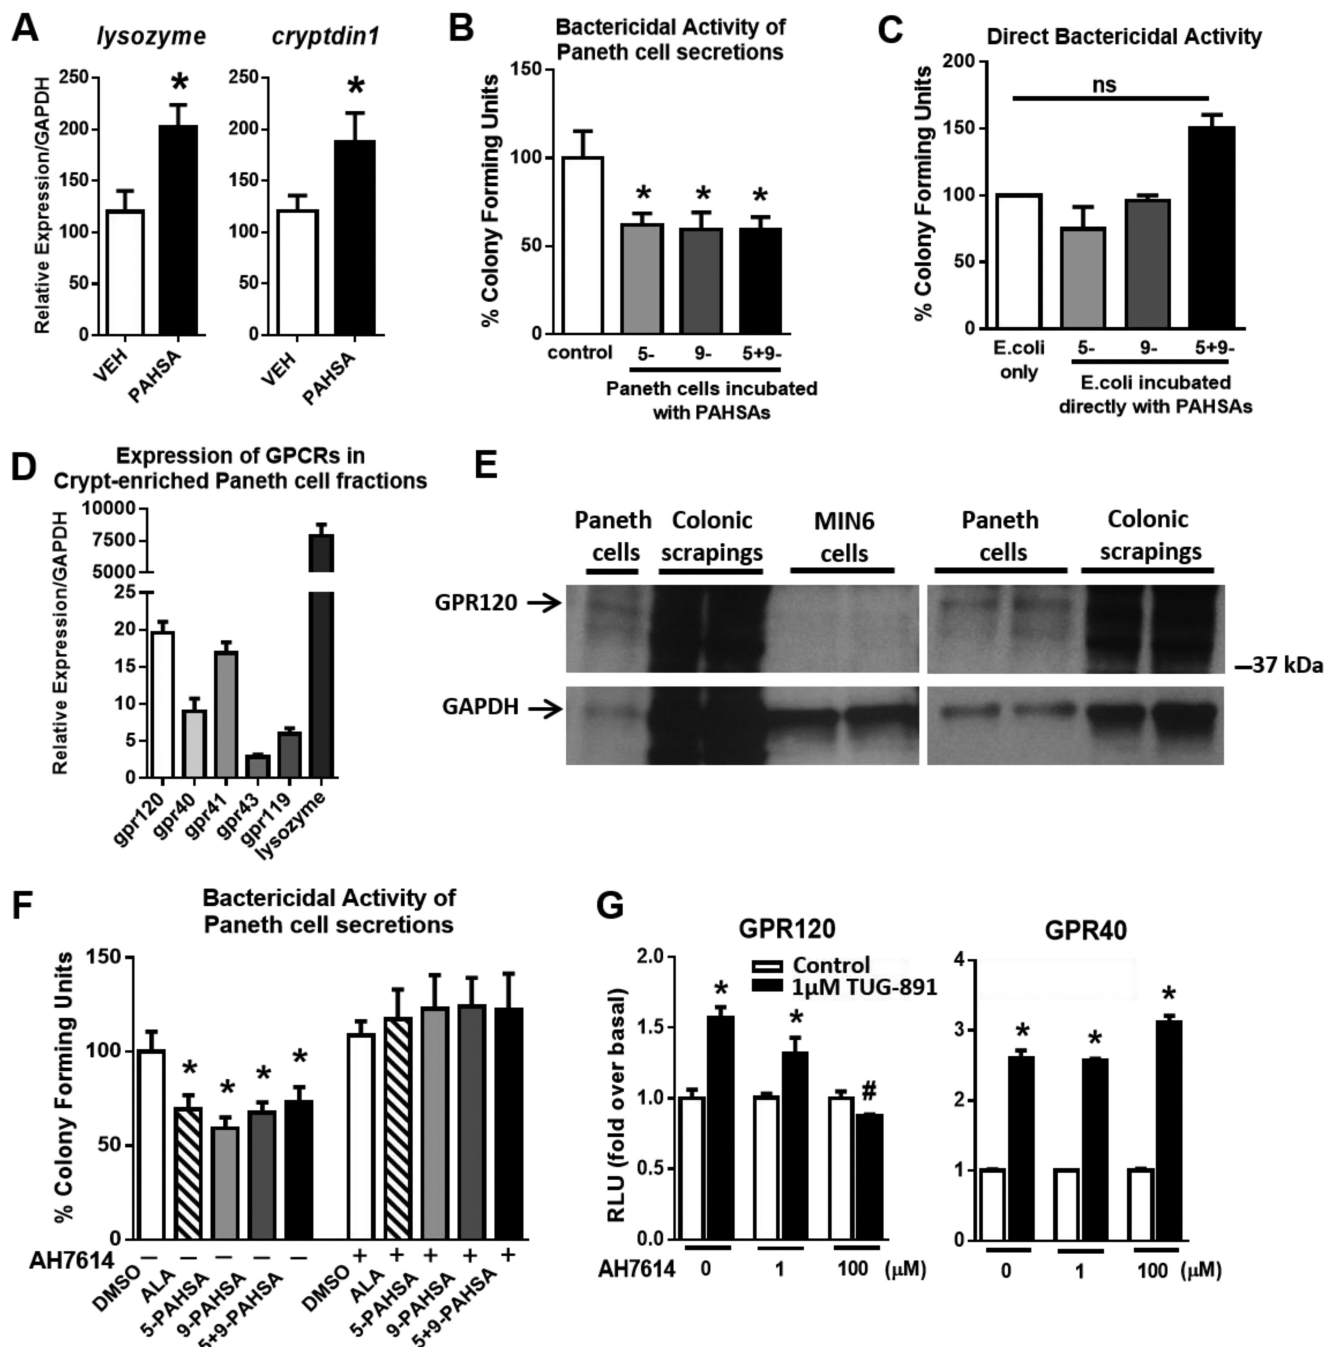 A
lysozyme
cryptdin1
Relative Expression/GAPDH
250
200
150
100
50
0
*
VEH
PAHSA
250
200
150
100
50
0
*
VEH
PAHSA
B
Bactericidal Activity of
Paneth cell secretions
% Colony Forming Units
150
100
50
0
* * *
control 5- 9- 5+9-
Paneth cells incubated
with PAHSAs
C
Direct Bactericidal Activity
% Colony Forming Units
200
150
100
50
0
ns
E.coli 5- 9- 5+9-
only
E.coli incubated
directly with PAHSAs
D
Expression of GPCRs in
Crypt-enriched Paneth cell fractions
Relative Expression/GAPDH
10000
7500
5000
25
20
15
10
5
0
gpr120
gpr40
gpr41
gpr43
gpr119
lysozyme
E
Paneth Colonic MIN6 Paneth Colonic
cells scrapings cells cells scrapings
GPR120
37 kDa
GAPDH
F
Bactericidal Activity of
Paneth cell secretions
% Colony Forming Units
150
100
50
0
* * * *
AH7614 − − − − − + + + + +
DMSO
ALA
5-PAHSA
9-PAHSA
5+9-PAHSA
DMSO
ALA
5-PAHSA
9-PAHSA
5+9-PAHSA
G
GPR120
RLU (fold over basal)
2.0
1.5
1.0
0.5
0.0
Control
1µM TUG-891
* * #
AH7614 0 1 100 (µM)
GPR40
4
3
2
1
0
* * *
0 1 100 (µM)